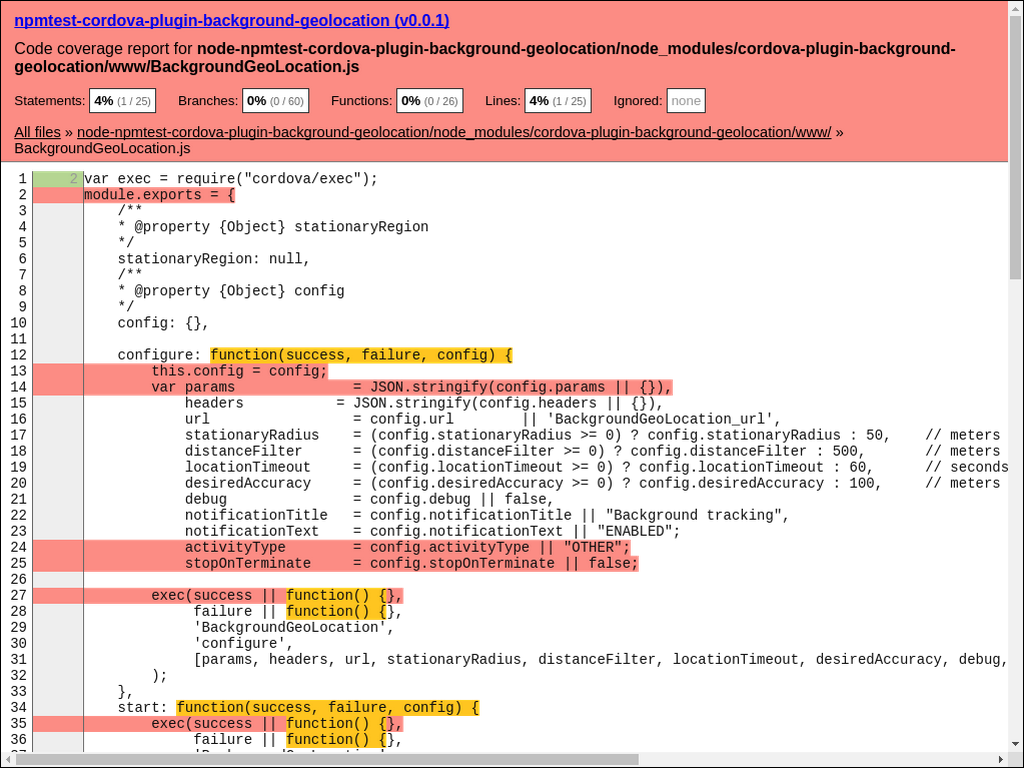 npmtest-cordova-plugin-background-geolocation (v0.0.1)
Code coverage report for node-npmtest-cordova-plugin-background-geolocation/node_modules/cordova-plugin-background-
geolocation/www/BackgroundGeoLocation.js
Statements: 4% (1 / 25) Branches: 0% (0 / 60) Functions: 0% (0 / 26) Lines: 4% (1 / 25) Ignored: none
All files » node-npmtest-cordova-plugin-background-geolocation/node_modules/cordova-plugin-background-geolocation/www/ »
BackgroundGeoLocation.js
1 2 var exec = require("cordova/exec");
2 module.exports = {
3 /**
4 * @property {Object} stationaryRegion
5 */
6 stationaryRegion: null,
7 /**
8 * @property {Object} config
9 */
10 config: {},
11
12 configure: function(success, failure, config) {
13 this.config = config;
14 var params = JSON.stringify(config.params || {}),
15 headers = JSON.stringify(config.headers || {}),
16 url = config.url || 'BackgroundGeoLocation_url',
17 stationaryRadius = (config.stationaryRadius >= 0) ? config.stationaryRadius : 50, // meters
18 distanceFilter = (config.distanceFilter >= 0) ? config.distanceFilter : 500, // meters
19 locationTimeout = (config.locationTimeout >= 0) ? config.locationTimeout : 60, // seconds
20 desiredAccuracy = (config.desiredAccuracy >= 0) ? config.desiredAccuracy : 100, // meters
21 debug = config.debug || false,
22 notificationTitle = config.notificationTitle || "Background tracking",
23 notificationText = config.notificationText || "ENABLED";
24 activityType = config.activityType || "OTHER";
25 stopOnTerminate = config.stopOnTerminate || false;
26
27 exec(success || function() {},
28 failure || function() {},
29 'BackgroundGeoLocation',
30 'configure',
31 [params, headers, url, stationaryRadius, distanceFilter, locationTimeout, desiredAccuracy, debug,
32 );
33 },
34 start: function(success, failure, config) {
35 exec(success || function() {},
36 failure || function() {},